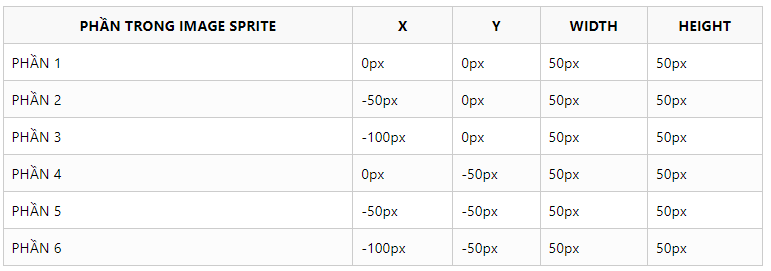 PHẦN TRONG IMAGE SPRITE X Y WIDTH HEIGHT
PHẦN 1 0px 0px 50px 50px
PHẦN 2 -50px 0px 50px 50px
PHẦN 3 -100px 0px 50px 50px
PHẦN 4 0px -50px 50px 50px
PHẦN 5 -50px -50px 50px 50px
PHẦN 6 -100px -50px 50px 50px